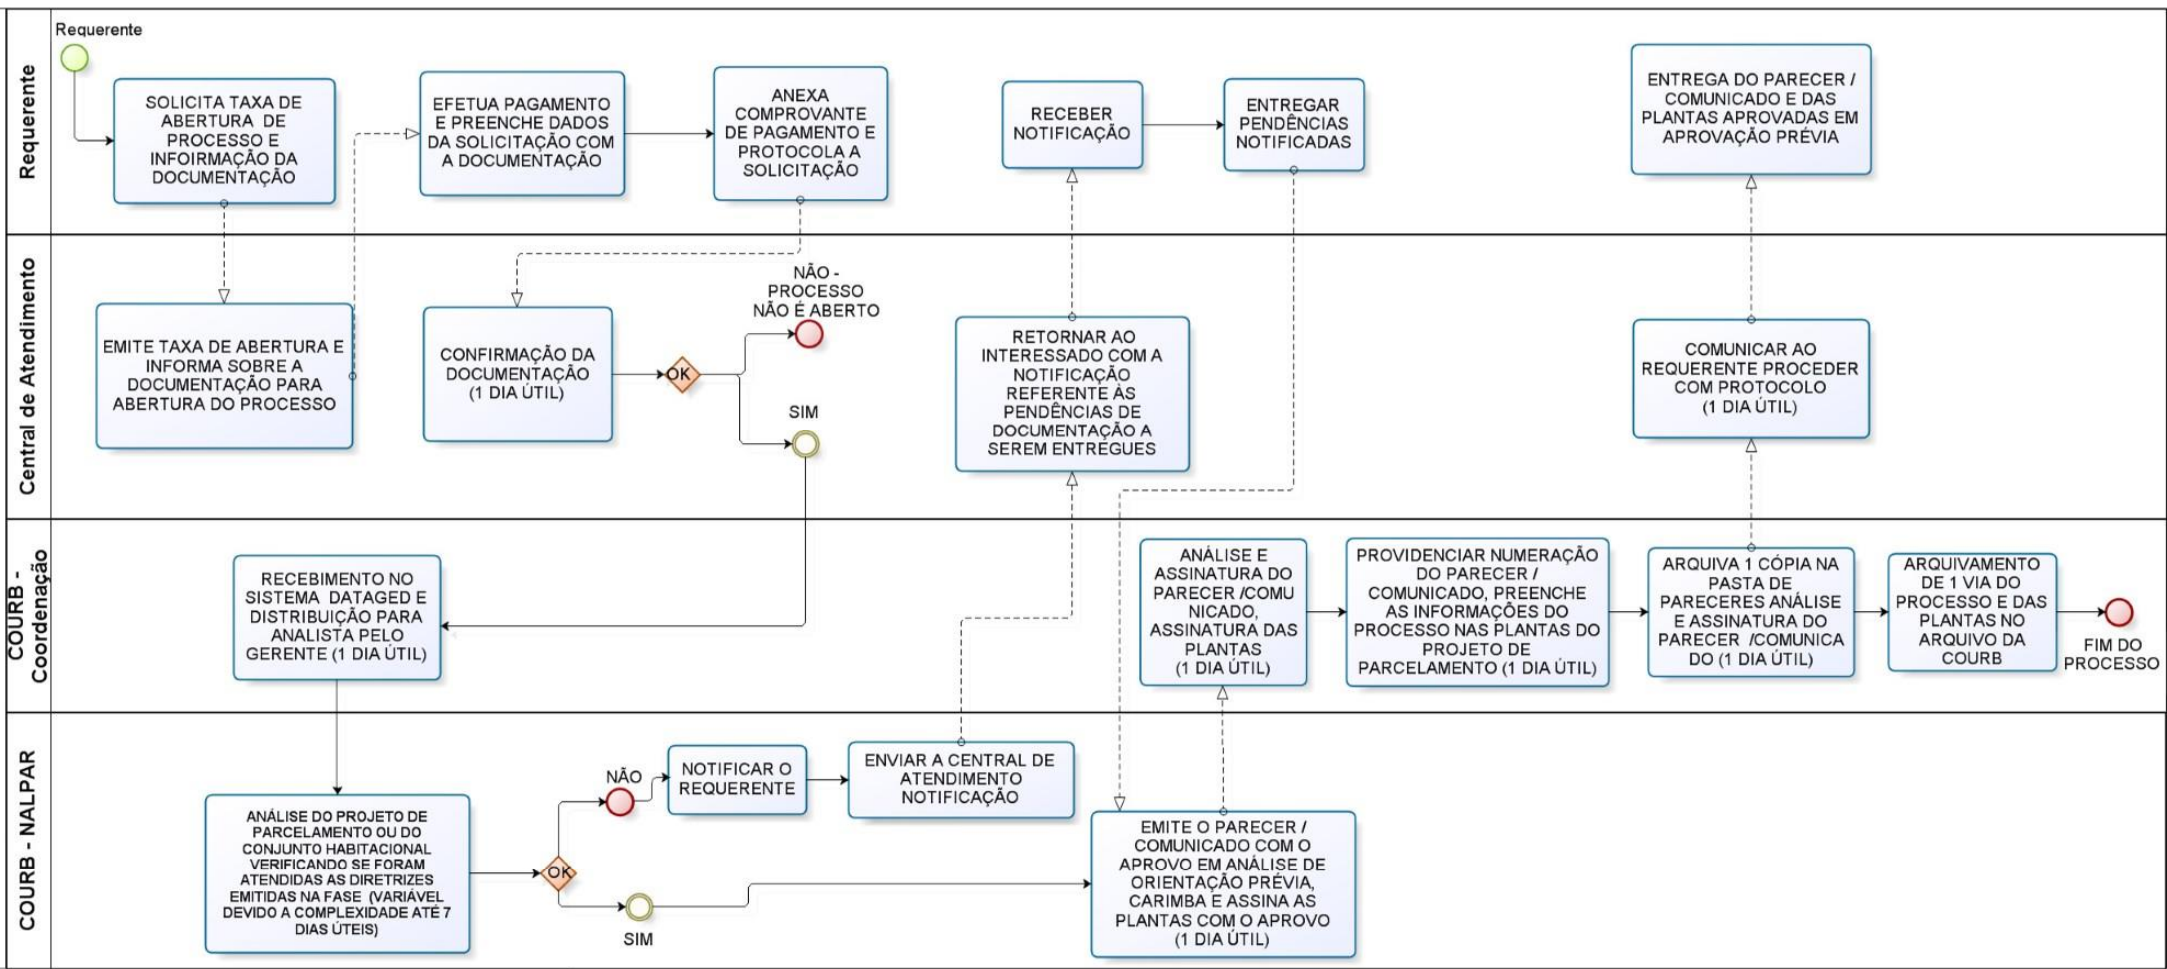 Requerente
Requerente
SOLICITA TAXA DE
ABERTURA DE
PROCESSO E
INFOIRMAÇÃO DA
DOCUMENTAÇÃO
EFETUA PAGAMENTO
E PREENCHE DADOS
DA SOLICITAÇÃO COM
A DOCUMENTAÇÃO
ANEXA
COMPROVANTE
DE PAGAMENTO E
PROTOCOLA A
SOLICITAÇÃO
RECEBER
NOTIFICAÇÃO
ENTREGAR
PENDÊNCIAS
NOTIFICADAS
ENTREGA DO PARECER /
COMUNICADO E DAS
PLANTAS APROVADAS EM
APROVAÇÃO PRÉVIA
Central de Atendimento
EMITE TAXA DE ABERTURA E
INFORMA SOBRE A
DOCUMENTAÇÃO PARA
ABERTURA DO PROCESSO
CONFIRMAÇÃO DA
DOCUMENTAÇÃO
(1 DIA ÚTIL)
OK
NÃO -
PROCESSO
NÃO É ABERTO
SIM
RETORNAR AO
INTERESSADO COM A
NOTIFICAÇÃO
REFERENTE ÀS
PENDÊNCIAS DE
DOCUMENTAÇÃO A
SEREM ENTREGUES
COMUNICAR AO
REQUERENTE PROCEDER
COM PROTOCOLO
(1 DIA ÚTIL)
COURB -
Coordenação
RECEBIMENTO NO
SISTEMA DATAGED E
DISTRIBUIÇÃO PARA
ANALISTA PELO
GERENTE (1 DIA ÚTIL)
ANÁLISE E
ASSINATURA DO
PARECER /COMU
NICADO,
ASSINATURA DAS
PLANTAS
(1 DIA ÚTIL)
PROVIDENCIAR NUMERAÇÃO
DO PARECER /
COMUNICADO, PREENCHE
AS INFORMAÇÕES DO
PROCESSO NAS PLANTAS DO
PROJETO DE
PARCELAMENTO (1 DIA ÚTIL)
ARQUIVA 1 CÓPIA NA
PASTA DE
PARECERES ANÁLISE
E ASSINATURA DO
PARECER /COMUNICA
DO (1 DIA ÚTIL)
ARQUIVAMENTO
DE 1 VIA DO
PROCESSO E DAS
PLANTAS NO
ARQUIVO DA
COURB
FIM DO
PROCESSO
COURB - NALPAR
ANÁLISE DO PROJETO DE
PARCELAMENTO OU DO
CONJUNTO HABITACIONAL
VERIFICANDO SE FORAM
ATENDIDAS AS DIRETRIZES
EMITIDAS NA FASE (VARIÁVEL
DEVIDO A COMPLEXIDADE ATÉ 7
DIAS ÚTEIS)
OK
NÃO
SIM
NOTIFICAR O
REQUERENTE
ENVIAR A CENTRAL DE
ATENDIMENTO
NOTIFICAÇÃO
EMITE O PARECER /
COMUNICADO COM O
APROVO EM ANÁLISE DE
ORIENTAÇÃO PRÉVIA,
CARIMBA E ASSINA AS
PLANTAS COM O APROVO
(1 DIA ÚTIL)